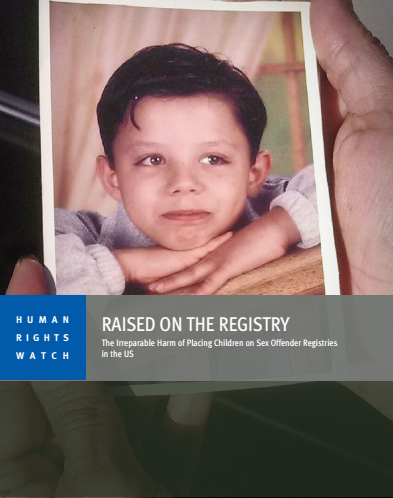 HUMAN
RIGHTS
WATCH
RAISED ON THE REGISTRY
The Irreparable Harm of Placing Children on Sex Offender Registries
in the US